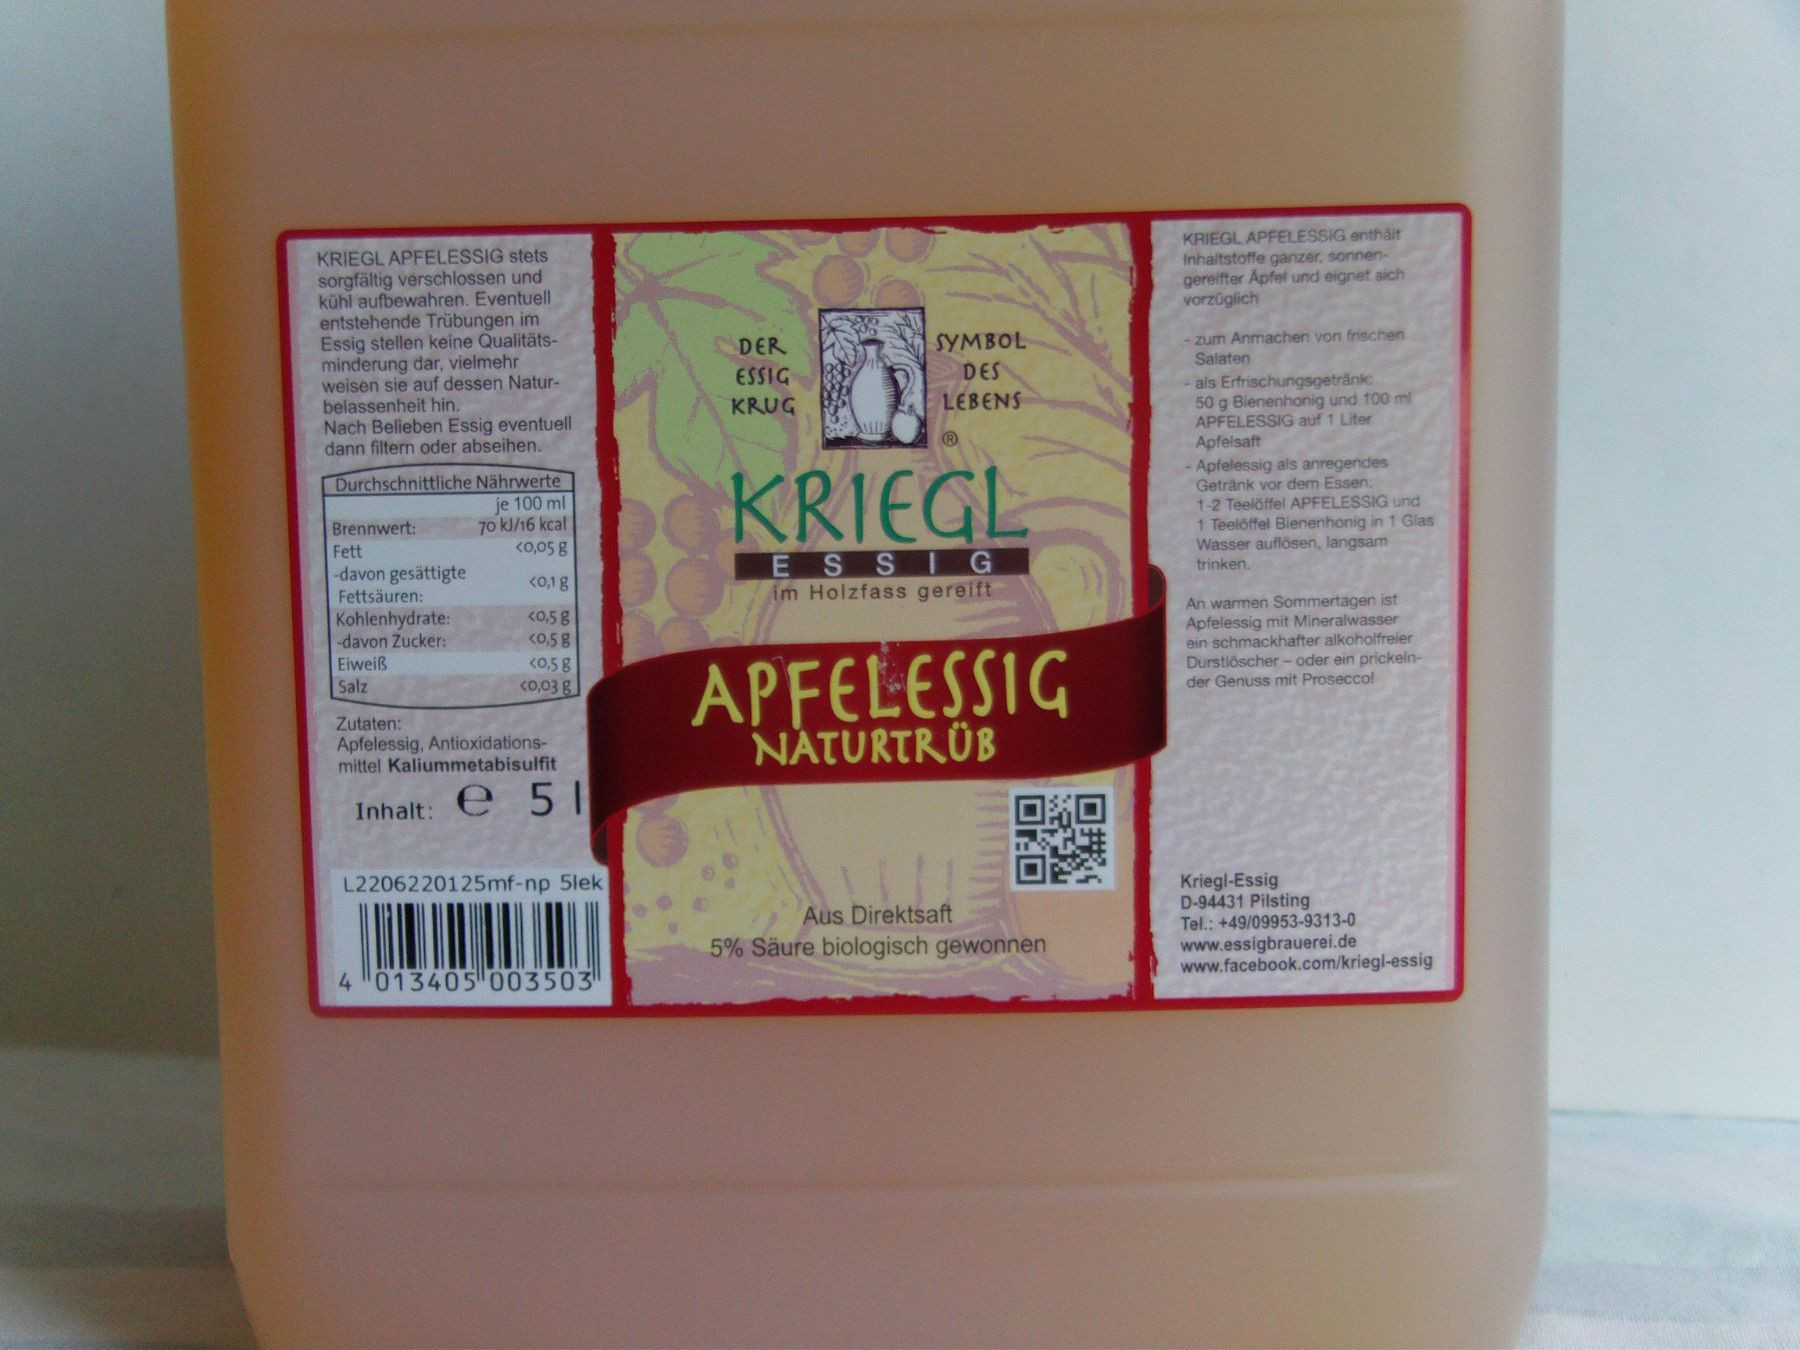 KRIEGL APFELESSIG stets
sorgfältig verschlossen und
kühl aufbewahren. Eventuell
entstehende Trübungen im
Essig stellen keine Qualitäts-
minderung dar, vielmehr
weisen sie auf dessen Natur-
belassenheit hin.
Nach Belieben Essig eventuell
dann filtern oder abseihen.
Durchschnittliche Nährwerte
je 100 ml
Brennwert: 70 kJ/16 kcal
Fett <0,05 g
-davon gesättigte
Fettsäuren: <0,1 g
Kohlenhydrate: <0,5 g
-davon Zucker: <0,5 g
Eiweiß <0,5 g
Salz <0,03 g
Zutaten:
Apfelessig, Antioxidations-
mittel Kaliummetabisulfit
Inhalt: e 5 l
L2206220125mf-np 5lek
4 013405 003503
DER
ESSIG
KRUG
SYMBOL
DES
LEBENS
®
KRIEGL
ESSIG
im Holzfass gereift
APFELESSIG
NATURTRÜB
Aus Direktsaft
5% Säure biologisch gewonnen
KRIEGL APFELESSIG enthält
Inhaltstoffe ganzer, sonnen-
gereifter Äpfel und eignet sich
vorzüglich
- zum Anmachen von frischen
Salaten
- als Erfrischungsgetränk:
50 g Bienenhonig und 100 ml
APFELESSIG auf 1 Liter
Apfelsaft
- Apfelessig als anregendes
Getränk vor dem Essen:
1-2 Teelöffel APFELESSIG und
1 Teelöffel Bienenhonig in 1 Glas
Wasser auflösen, langsam
trinken.
An warmen Sommertagen ist
Apfelessig mit Mineralwasser
ein schmackhafter alkoholfreier
Durstlöscher – oder ein prickeln-
der Genuss mit Prosecco!
Kriegl-Essig
D-94431 Pilsting
Tel.: +49/09953-9313-0
www.essigbrauerei.de
www.facebook.com/kriegl-essig